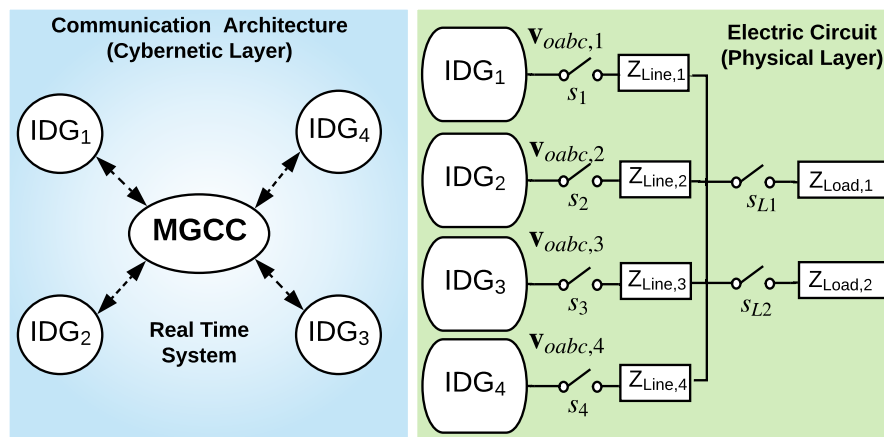 Communication Architecture
(Cybernetic Layer)
IDG1
IDG4
MGCC
IDG2
IDG3
Real Time
System
Electric Circuit
(Physical Layer)
IDG1
voabc,1
s1
ZLine,1
IDG2
voabc,2
s2
ZLine,2
sL1
ZLoad,1
IDG3
voabc,3
s3
ZLine,3
sL2
ZLoad,2
IDG4
voabc,4
s4
ZLine,4